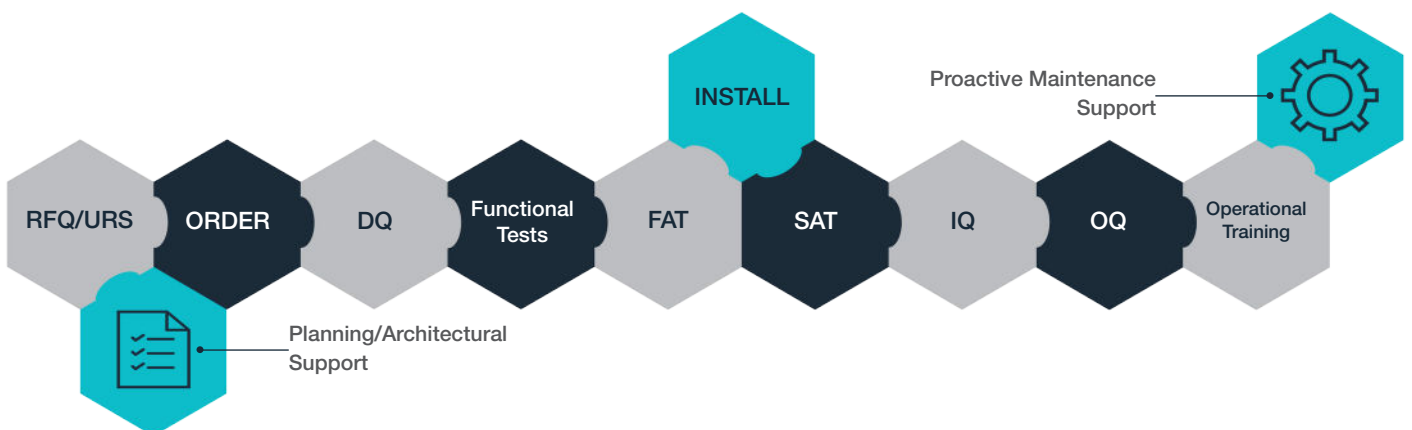 INSTALL
Proactive Maintenance
Support
RFQ/URS
ORDER
DQ
Functional
Tests
FAT
SAT
IQ
OQ
Operational
Training
Planning/Architectural
Support